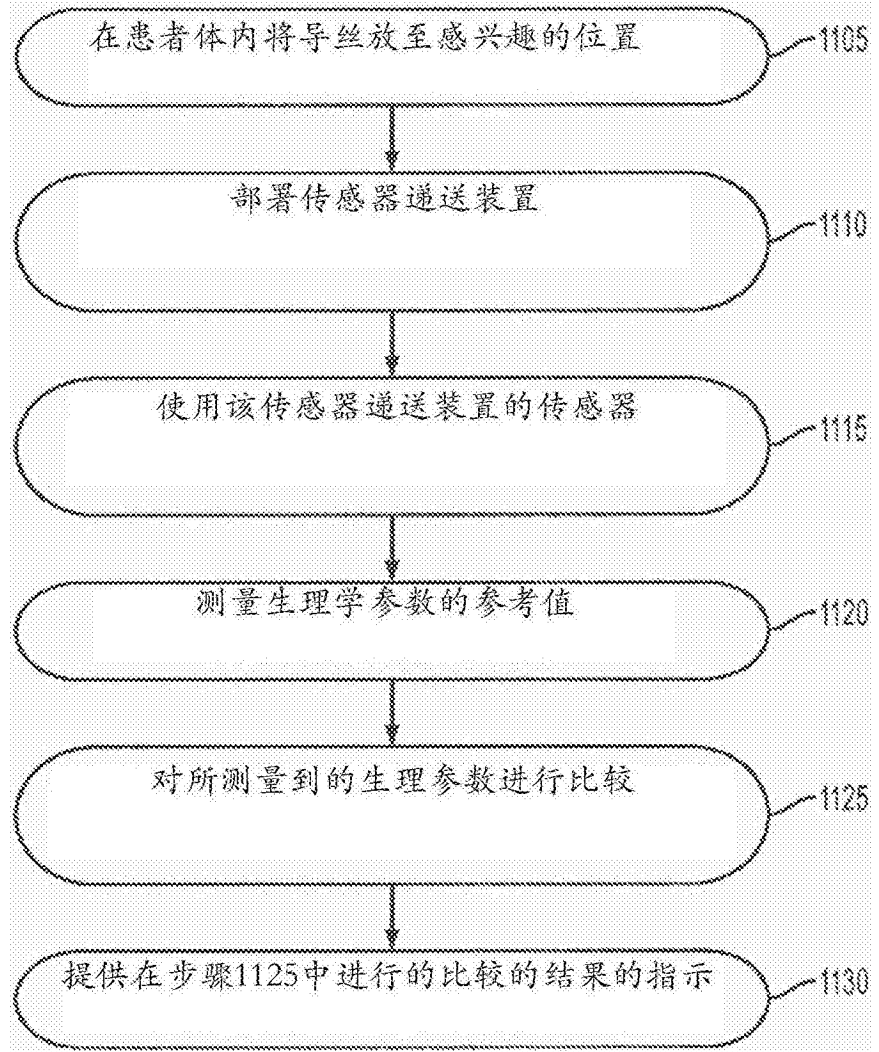 在患者体内将导丝放至感兴趣的位置
1105
部署传感器递送装置
1110
使用该传感器递送装置的传感器
1115
测量生理学参数的参考值
1120
对所测量到的生理参数进行比较
1125
提供在步骤1125中进行的比较的结果的指示
1130